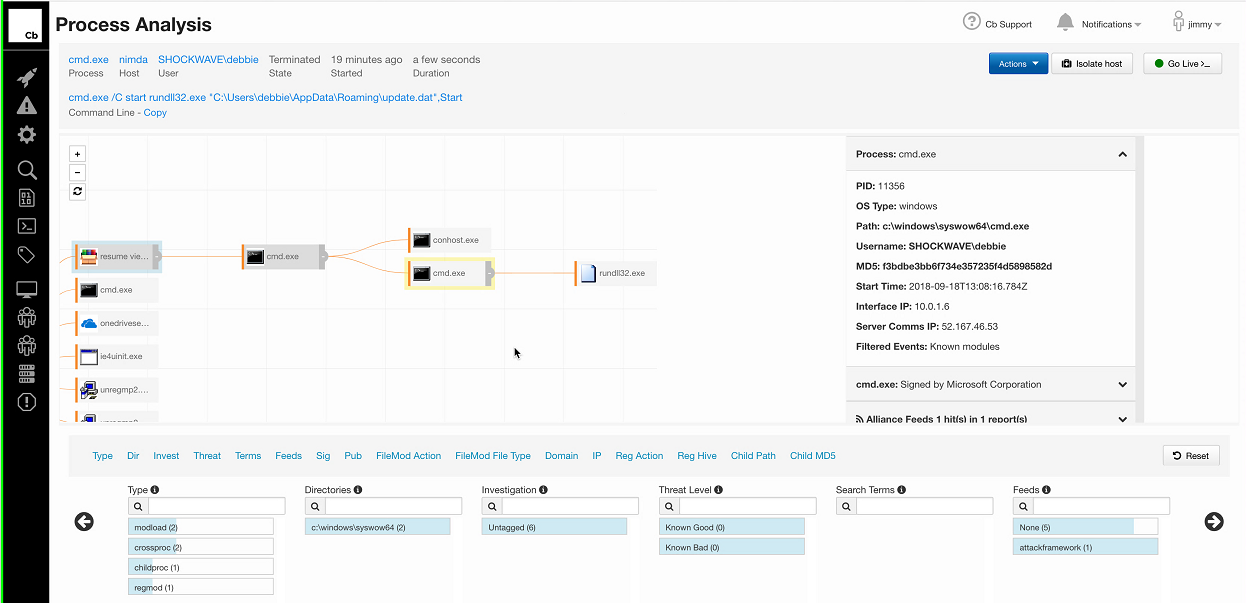 Cb
Process Analysis
Cb Support
Notifications
jimmy
cmd.exe nimda SHOCKWAVE\debbie Terminated 19 minutes ago a few seconds
Process Host User State Started Duration
Actions
Isolate host
Go Live >_
cmd.exe /C start rundll32.exe "C:\Users\debbie\AppData\Roaming\update.dat",Start
Command Line - Copy
+
−
resume vie...
cmd.exe
onedrivese...
ie4uinit.exe
unregmp2....
cmd.exe
conhost.exe
cmd.exe
rundll32.exe
Process: cmd.exe
PID: 11356
OS Type: windows
Path: c:\windows\syswow64\cmd.exe
Username: SHOCKWAVE\debbie
MD5: f3bdbe3bb6f734e357235f4d5898582d
Start Time: 2018-09-18T13:08:16.784Z
Interface IP: 10.0.1.6
Server Comms IP: 52.167.46.53
Filtered Events: Known modules
cmd.exe: Signed by Microsoft Corporation
Alliance Feeds 1 hit(s) in 1 report(s)
Type Dir Invest Threat Terms Feeds Sig Pub FileMod Action FileMod File Type Domain IP Reg Action Reg Hive Child Path Child MD5
Reset
Type
modload (2)
crossproc (2)
childproc (1)
regmod (1)
Directories
c:\windows\syswow64 (2)
Investigation
Untagged (6)
Threat Level
Known Good (0)
Known Bad (0)
Search Terms
Feeds
None (5)
attackframework (1)